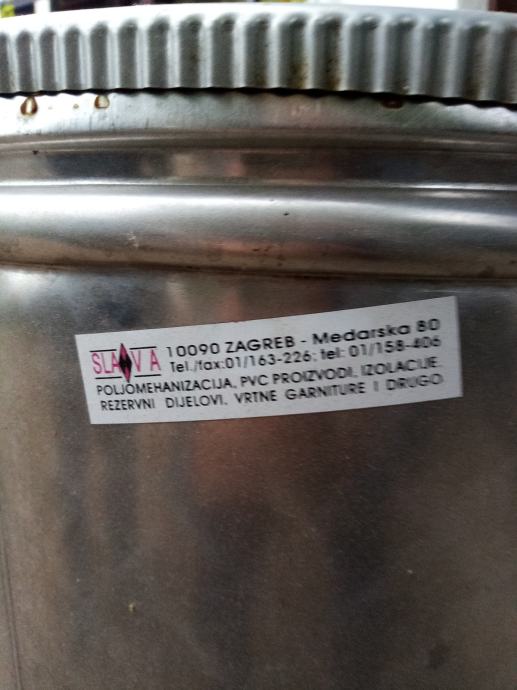 SLAVA
10090 ZAGREB - Medarska 80
Tel./fax:01/163-226; tel: 01/158-406
POLJOMEHANIZACIJA, PVC PROIZVODI, IZOLACIJE,
REZERVNI DIJELOVI, VRTNE GARNITURE I DRUGO